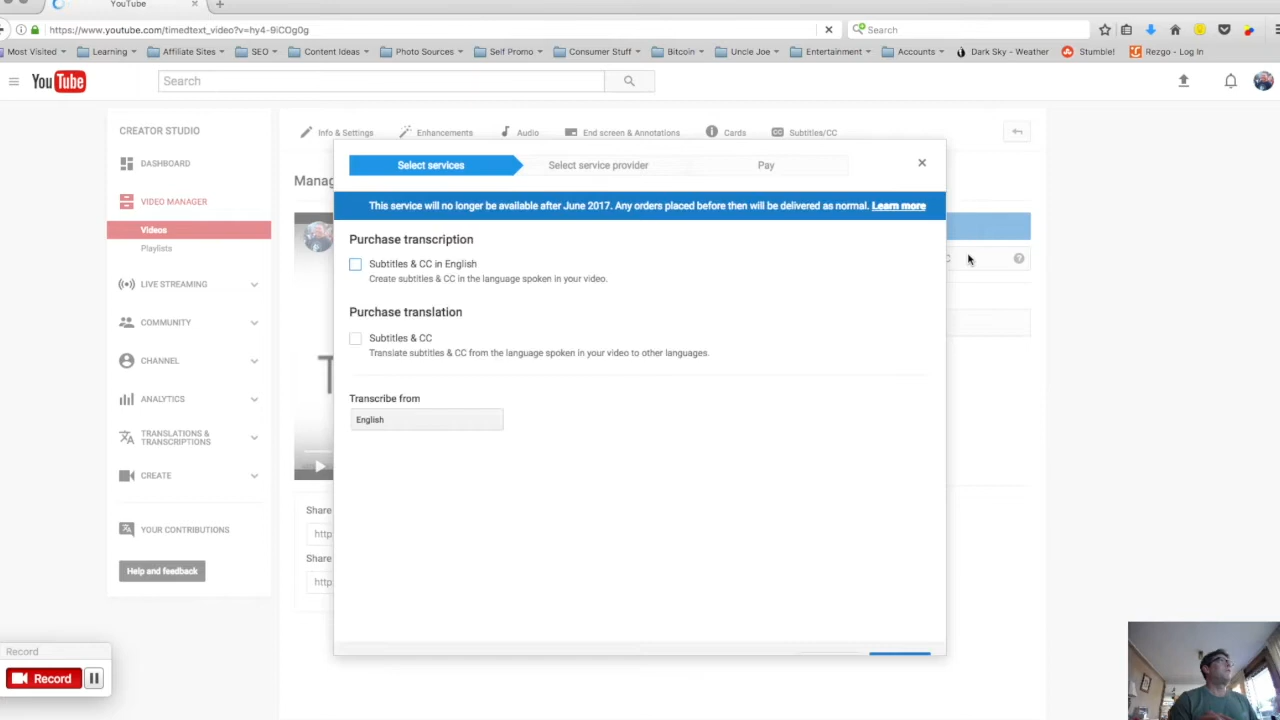 YouTube
https://www.youtube.com/timedtext_video?v=hy4-9iCOg0g
Search
Most Visited
Learning
Affiliate Sites
SEO
Content Ideas
Photo Sources
Self Promo
Consumer Stuff
Bitcoin
Uncle Joe
Entertainment
Accounts
Dark Sky - Weather
Stumble!
Rezgo - Log In
YouTube
Search
CREATOR STUDIO
DASHBOARD
VIDEO MANAGER
Videos
Playlists
LIVE STREAMING
COMMUNITY
CHANNEL
ANALYTICS
TRANSLATIONS &
TRANSCRIPTIONS
CREATE
YOUR CONTRIBUTIONS
Help and feedback
Info & Settings
Enhancements
Audio
End screen & Annotations
Cards
Subtitles/CC
Manag
T
Share
http
Share
http
C
Select services
Select service provider
Pay
This service will no longer be available after June 2017. Any orders placed before then will be delivered as normal. Learn more
Purchase transcription
Subtitles & CC in English
Create subtitles & CC in the language spoken in your video.
Purchase translation
Subtitles & CC
Translate subtitles & CC from the language spoken in your video to other languages.
Transcribe from
English
Record
Record